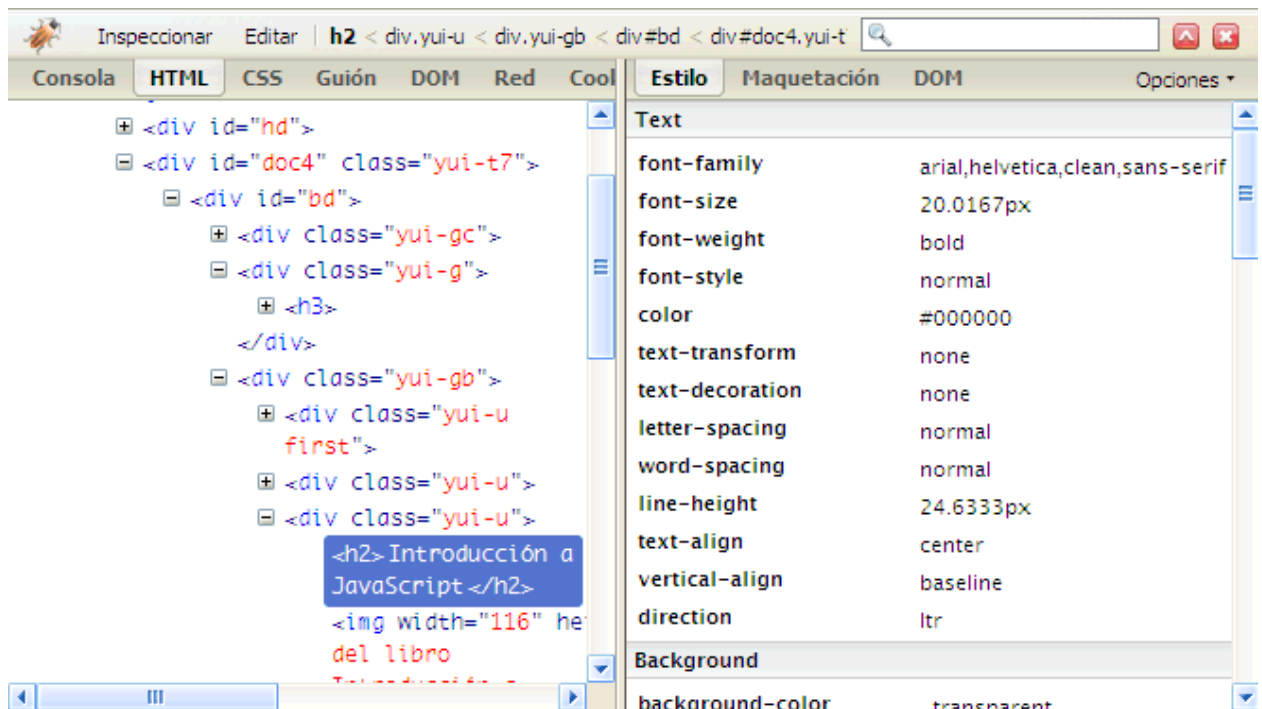 Inspeccionar Editar h2 < div.yui-u < div.yui-gb < div#bd < div#doc4.yui-t
Consola HTML CSS Guión DOM Red Cool
<div id="hd">
<div id="doc4" class="yui-t7">
<div id="bd">
<div class="yui-gc">
<div class="yui-g">
<h3>
</div>
<div class="yui-gb">
<div class="yui-u
first">
<div class="yui-u">
<div class="yui-u">
<h2>Introducción a
JavaScript</h2>
<img width="116" he
del libro
Estilo Maquetación DOM Opciones
Text
font-family arial,helvetica,clean,sans-serif
font-size 20.0167px
font-weight bold
font-style normal
color #000000
text-transform none
text-decoration none
letter-spacing normal
word-spacing normal
line-height 24.6333px
text-align center
vertical-align baseline
direction ltr
Background
background-color transparent